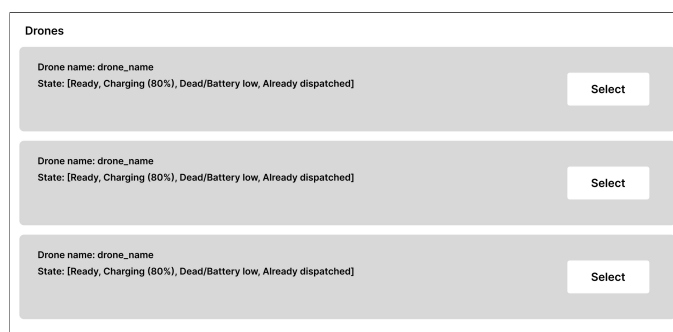 Drones
Drone name: drone_name
State: [Ready, Charging (80%), Dead/Battery low, Already dispatched]
Select
Drone name: drone_name
State: [Ready, Charging (80%), Dead/Battery low, Already dispatched]
Select
Drone name: drone_name
State: [Ready, Charging (80%), Dead/Battery low, Already dispatched]
Select